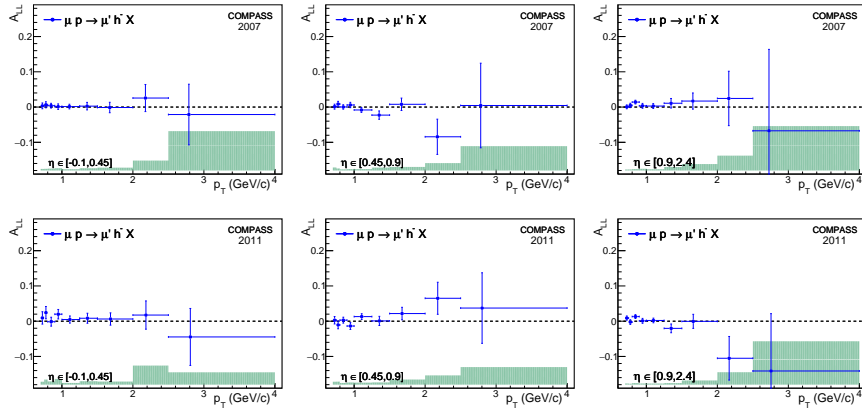 A_LL
μ p → μ' h⁻ X
COMPASS
2007
0.2
0.1
0
−0.1
η ∈ [-0.1,0.45]
1 2 3 4
p_T (GeV/c)
A_LL
μ p → μ' h⁻ X
COMPASS
2007
0.2
0.1
0
−0.1
η ∈ [0.45,0.9]
1 2 3 4
p_T (GeV/c)
A_LL
μ p → μ' h⁻ X
COMPASS
2007
0.2
0.1
0
−0.1
η ∈ [0.9,2.4]
1 2 3 4
p_T (GeV/c)
A_LL
μ p → μ' h⁻ X
COMPASS
2011
0.2
0.1
0
−0.1
η ∈ [-0.1,0.45]
1 2 3 4
p_T (GeV/c)
A_LL
μ p → μ' h⁻ X
COMPASS
2011
0.2
0.1
0
−0.1
η ∈ [0.45,0.9]
1 2 3 4
p_T (GeV/c)
A_LL
μ p → μ' h⁻ X
COMPASS
2011
0.2
0.1
0
−0.1
η ∈ [0.9,2.4]
1 2 3 4
p_T (GeV/c)